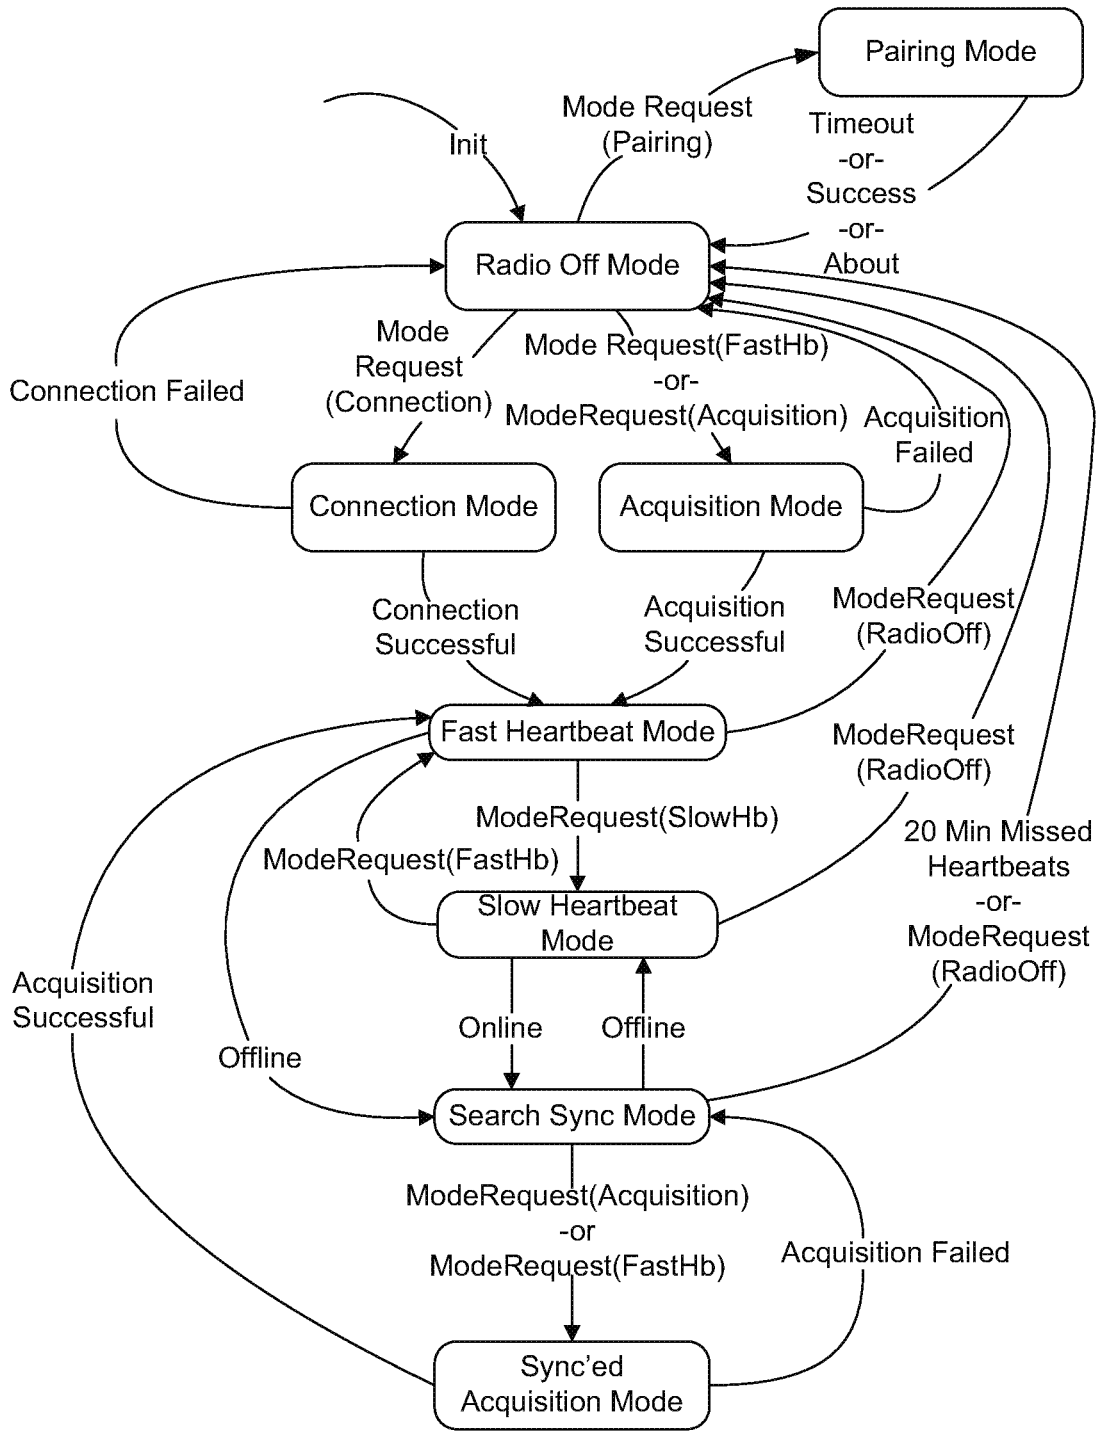 Pairing Mode
Mode Request
(Pairing)
Timeout
-or-
Success
-or-
About
Init
Radio Off Mode
Mode
Request
(Connection)
Mode Request(FastHb)
-or-
ModeRequest(Acquisition)
Connection Failed
Acquisition
Failed
Connection Mode
Acquisition Mode
Connection
Successful
Acquisition
Successful
ModeRequest
(RadioOff)
Fast Heartbeat Mode
ModeRequest
(RadioOff)
ModeRequest(SlowHb)
ModeRequest(FastHb)
20 Min Missed
Heartbeats
-or-
ModeRequest
(RadioOff)
Slow Heartbeat
Mode
Acquisition
Successful
Online
Offline
Offline
Search Sync Mode
ModeRequest(Acquisition)
-or
ModeRequest(FastHb)
Acquisition Failed
Sync'ed
Acquisition Mode